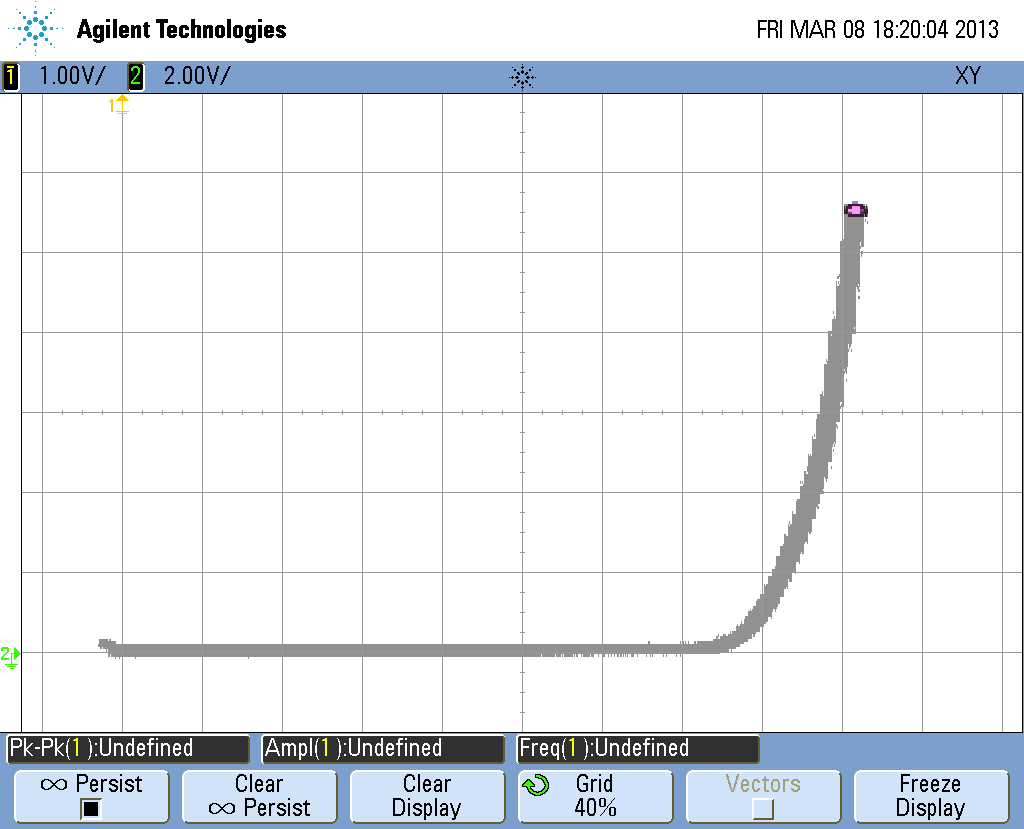 Agilent Technologies FRI MAR 08 18:20:04 2013
1 1.00V/ 2 2.00V/ XY
1
2
Pk-Pk(1):Undefined Ampl(1):Undefined Freq(1):Undefined
∞ Persist Clear Clear Grid Vectors Freeze
∞ Persist Display 40% Display